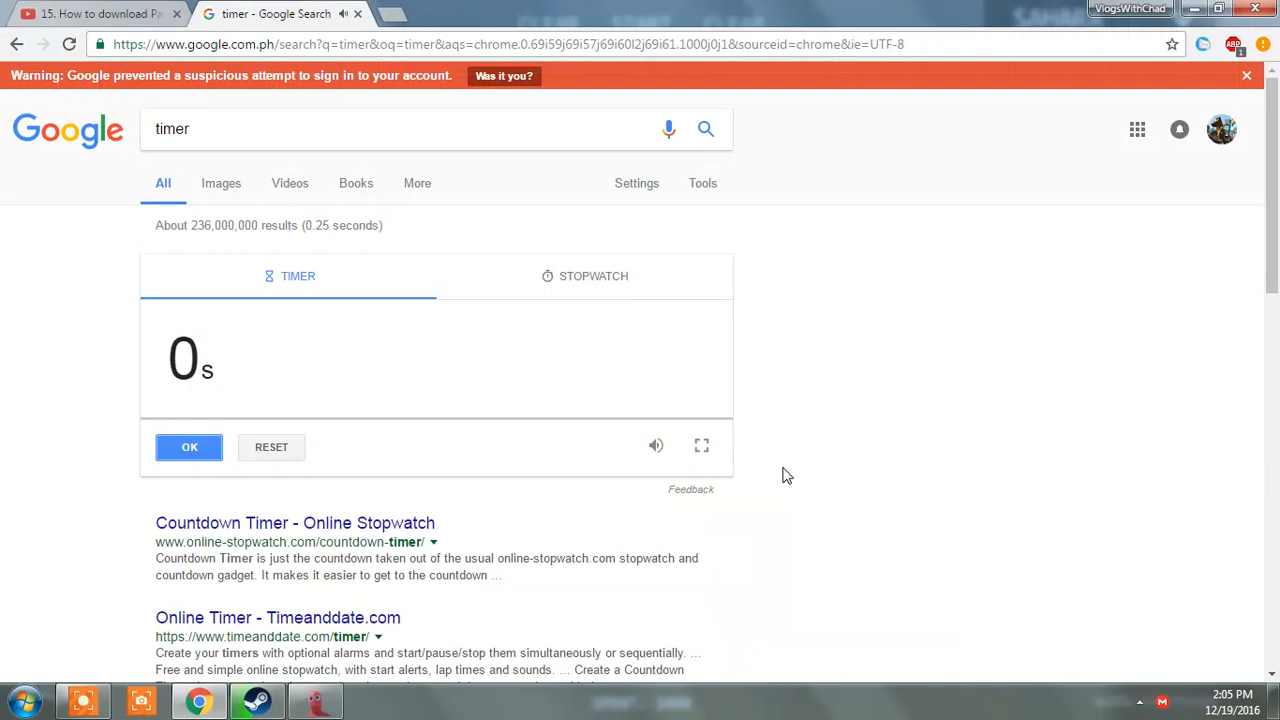 15. How to download Pa
timer - Google Search
VlogsWithChad
https://www.google.com.ph/search?q=timer&oq=timer&aqs=chrome.0.69i59j69i57j69i60l2j69i61.1000j0j1&sourceid=chrome&ie=UTF-8
ABP
1
Warning: Google prevented a suspicious attempt to sign in to your account. Was it you?
Google
timer
All Images Videos Books More Settings Tools
About 236,000,000 results (0.25 seconds)
TIMER STOPWATCH
0s
OK RESET
Feedback
Countdown Timer - Online Stopwatch
www.online-stopwatch.com/countdown-timer/
Countdown Timer is just the countdown taken out of the usual online-stopwatch.com stopwatch and
countdown gadget. It makes it easier to get to the countdown ...
Online Timer - Timeanddate.com
https://www.timeanddate.com/timer/
Create your timers with optional alarms and start/pause/stop them simultaneously or sequentially. ...
Free and simple online stopwatch, with start alerts, lap times and sounds. ... Create a Countdown
2:05 PM
12/19/2016